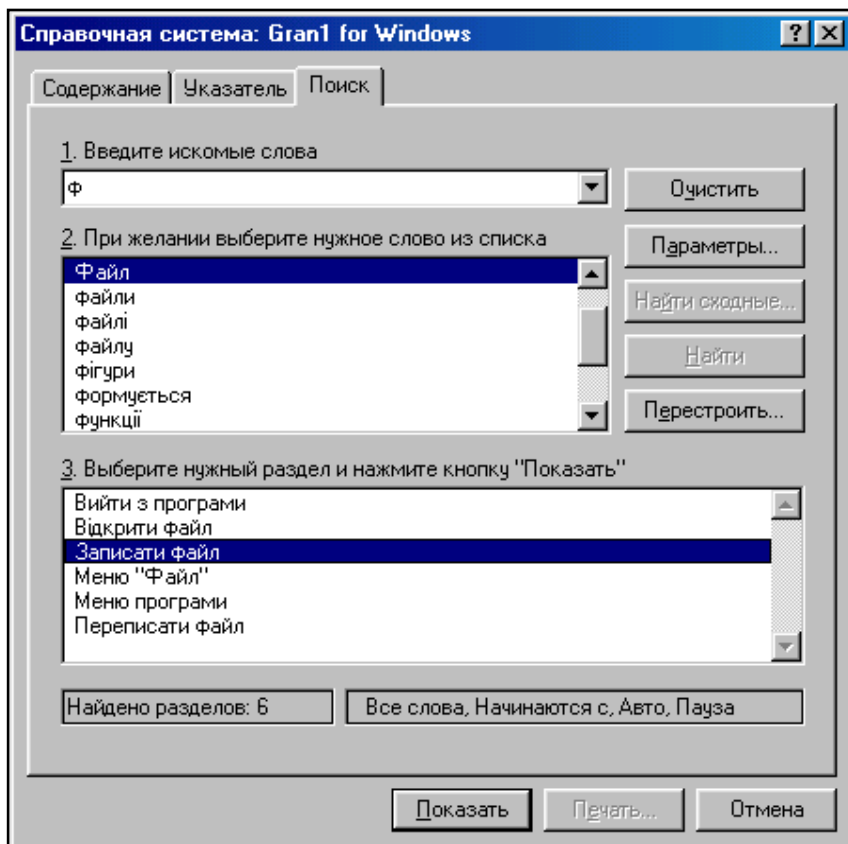 Справочная система: Gran1 for Windows
Содержание Указатель Поиск
1. Введите искомые слова
ф
Очистить
2. При желании выберите нужное слово из списка
Параметры...
Файл
файли
файлі
файлу
фігури
формується
функції
Найти сходные...
Найти
Перестроить...
3. Выберите нужный раздел и нажмите кнопку "Показать"
Вийти з програми
Відкрити файл
Записати файл
Меню "Файл"
Меню програми
Переписати файл
Найдено разделов: 6
Все слова, Начинаются с, Авто, Пауза
Показать Печать... Отмена